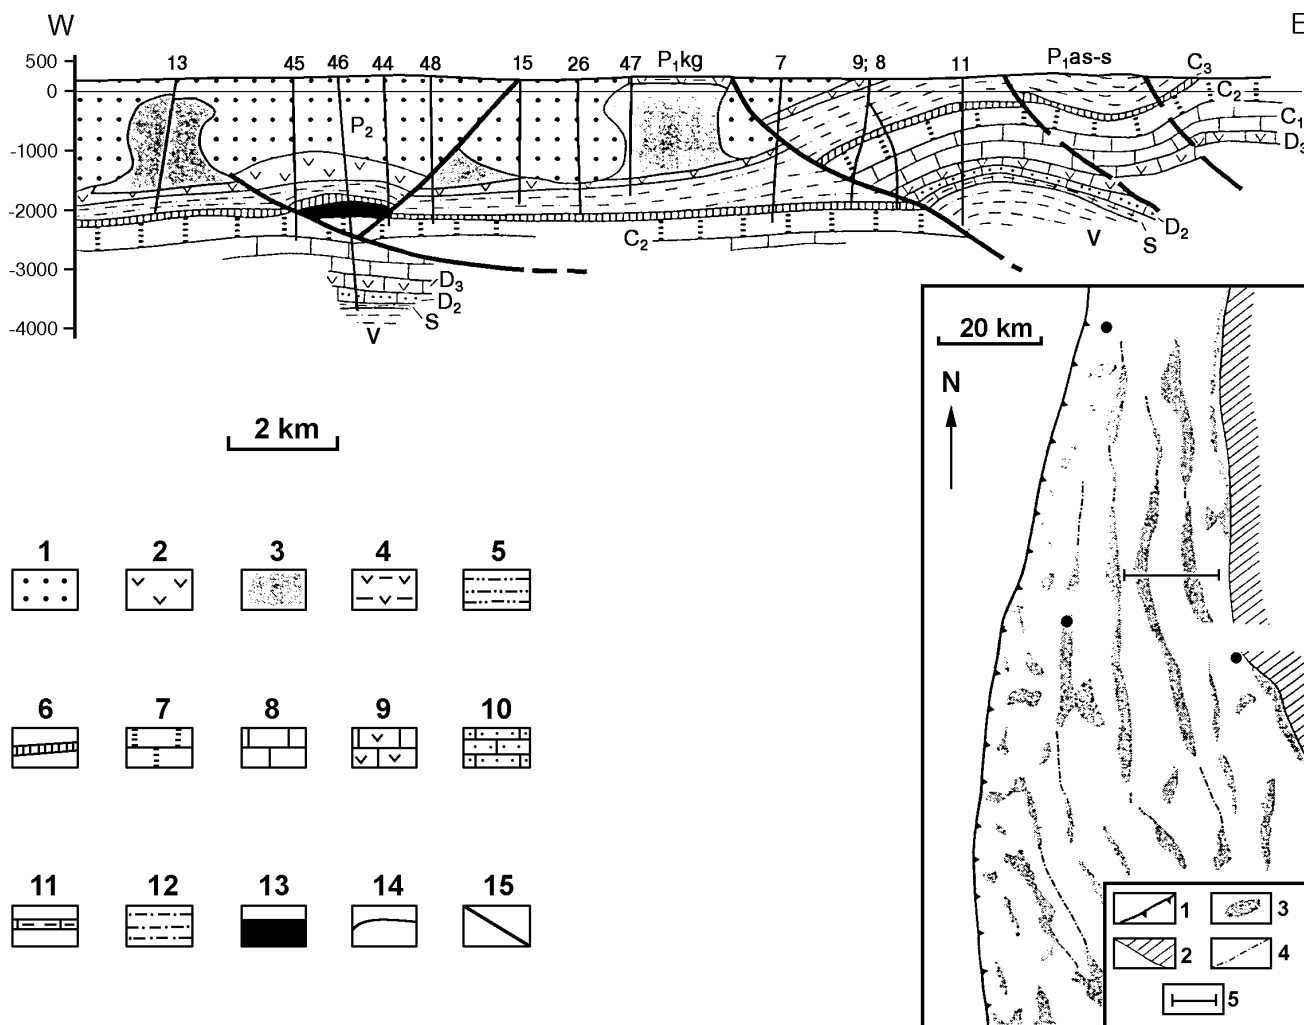 W E
500 13 45 46 44 48 15 26 47 P₁kg 7 9; 8 11 P₁as-s C₃
0 C₂
P₂ C₁
-1000 D₃
-2000 D₂
C₂ V S
-3000
D₃
D₂
S
-4000 V
20 km
N
2 km
1 2 3 4 5
6 7 8 9 10
11 12 13 14 15
1 3
2 4
5